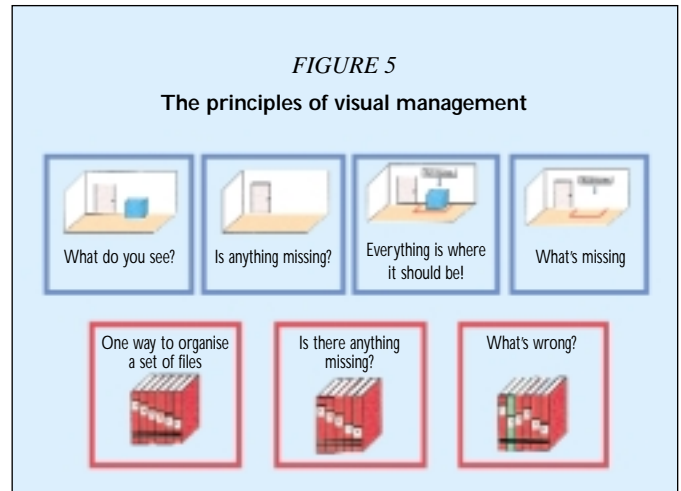 FIGURE 5
The principles of visual management
What do you see?
Is anything missing?
Everything is where
it should be!
What's missing
One way to organise
a set of files
Is there anything
missing?
What's wrong?